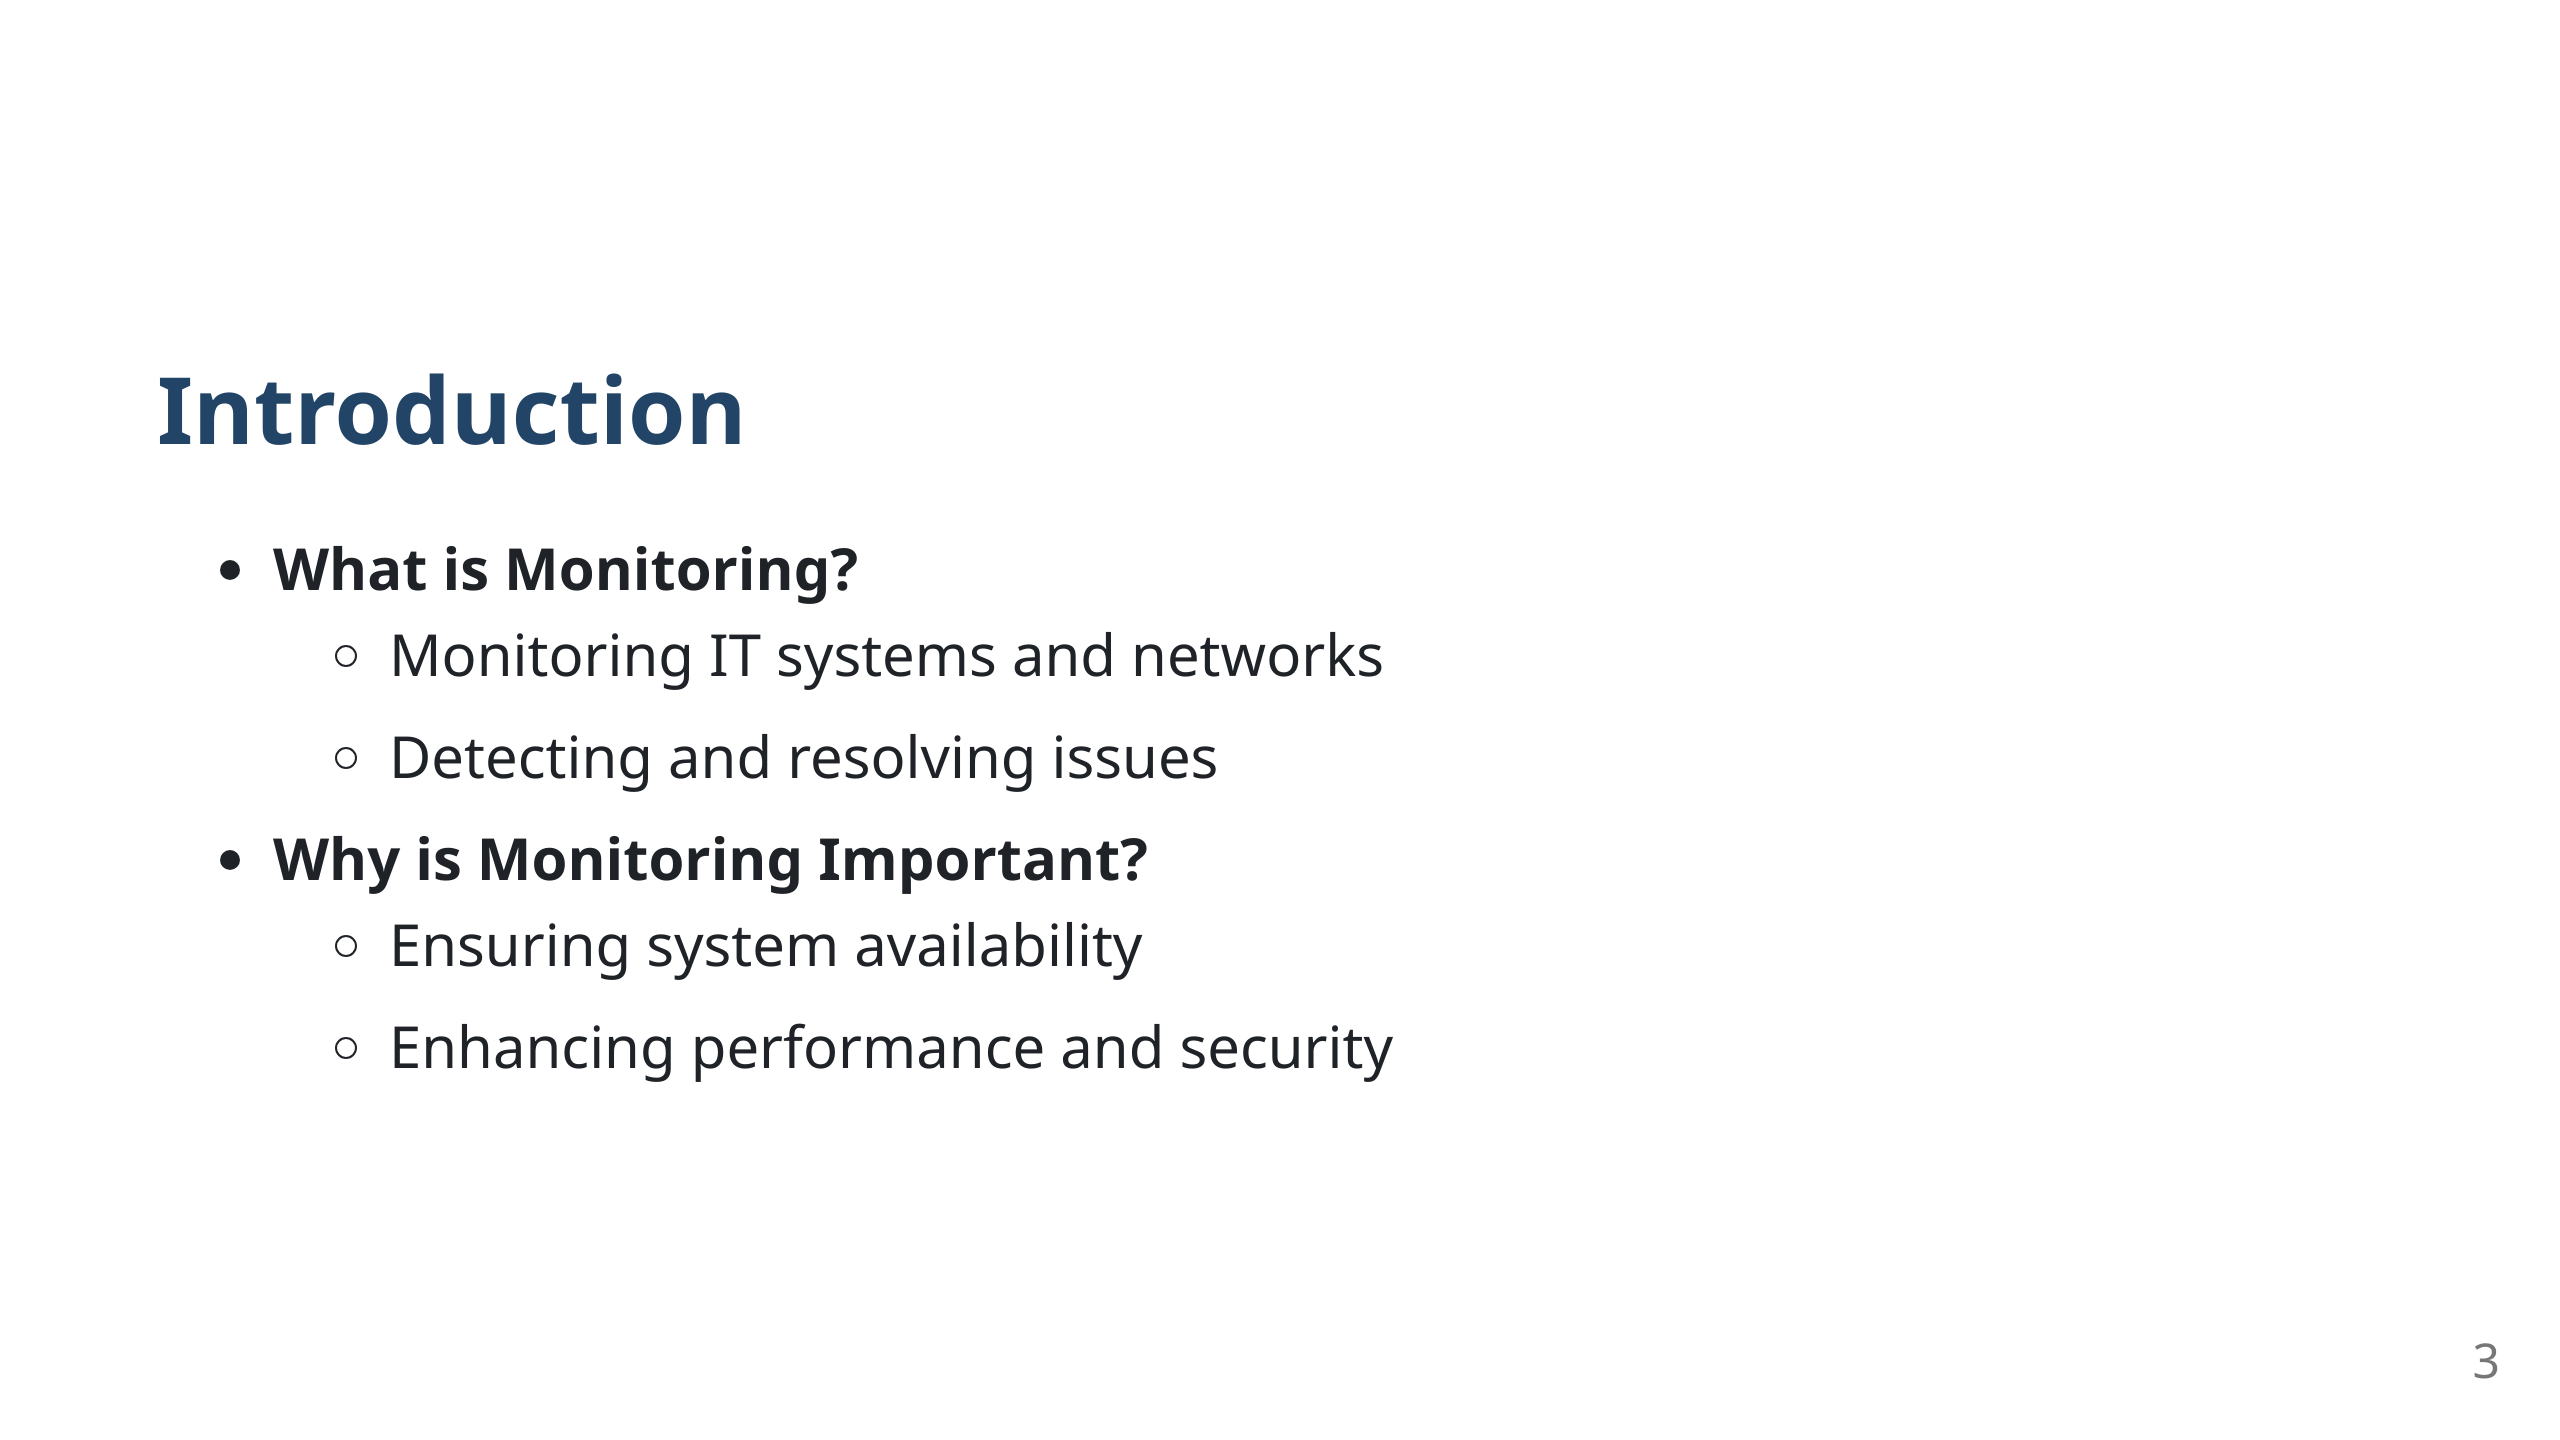 Introduction
• What is Monitoring?
○ Monitoring IT systems and networks
○ Detecting and resolving issues
• Why is Monitoring Important?
○ Ensuring system availability
○ Enhancing performance and security
3